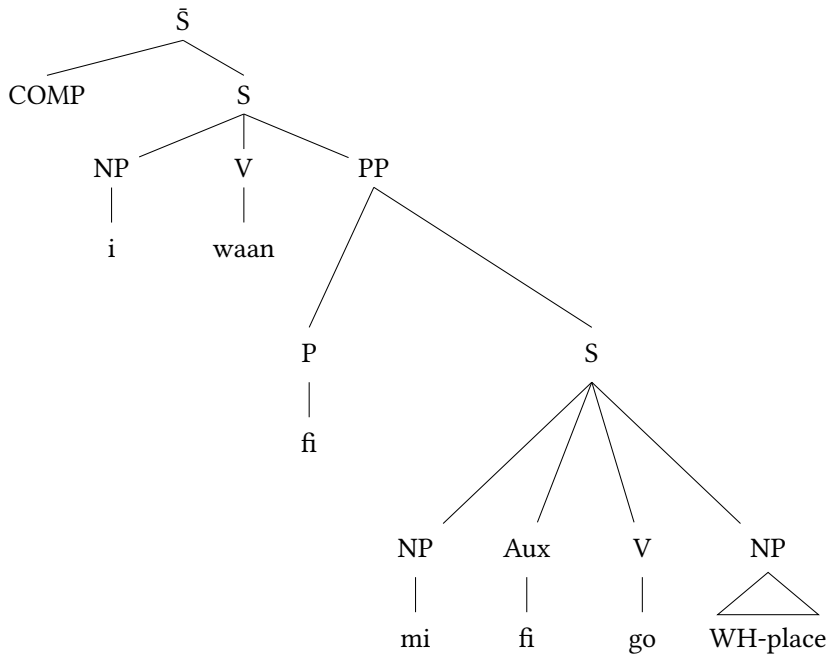 S̄
COMP S
NP V PP
i waan
P S
fi
NP Aux V NP
mi fi go WH-place